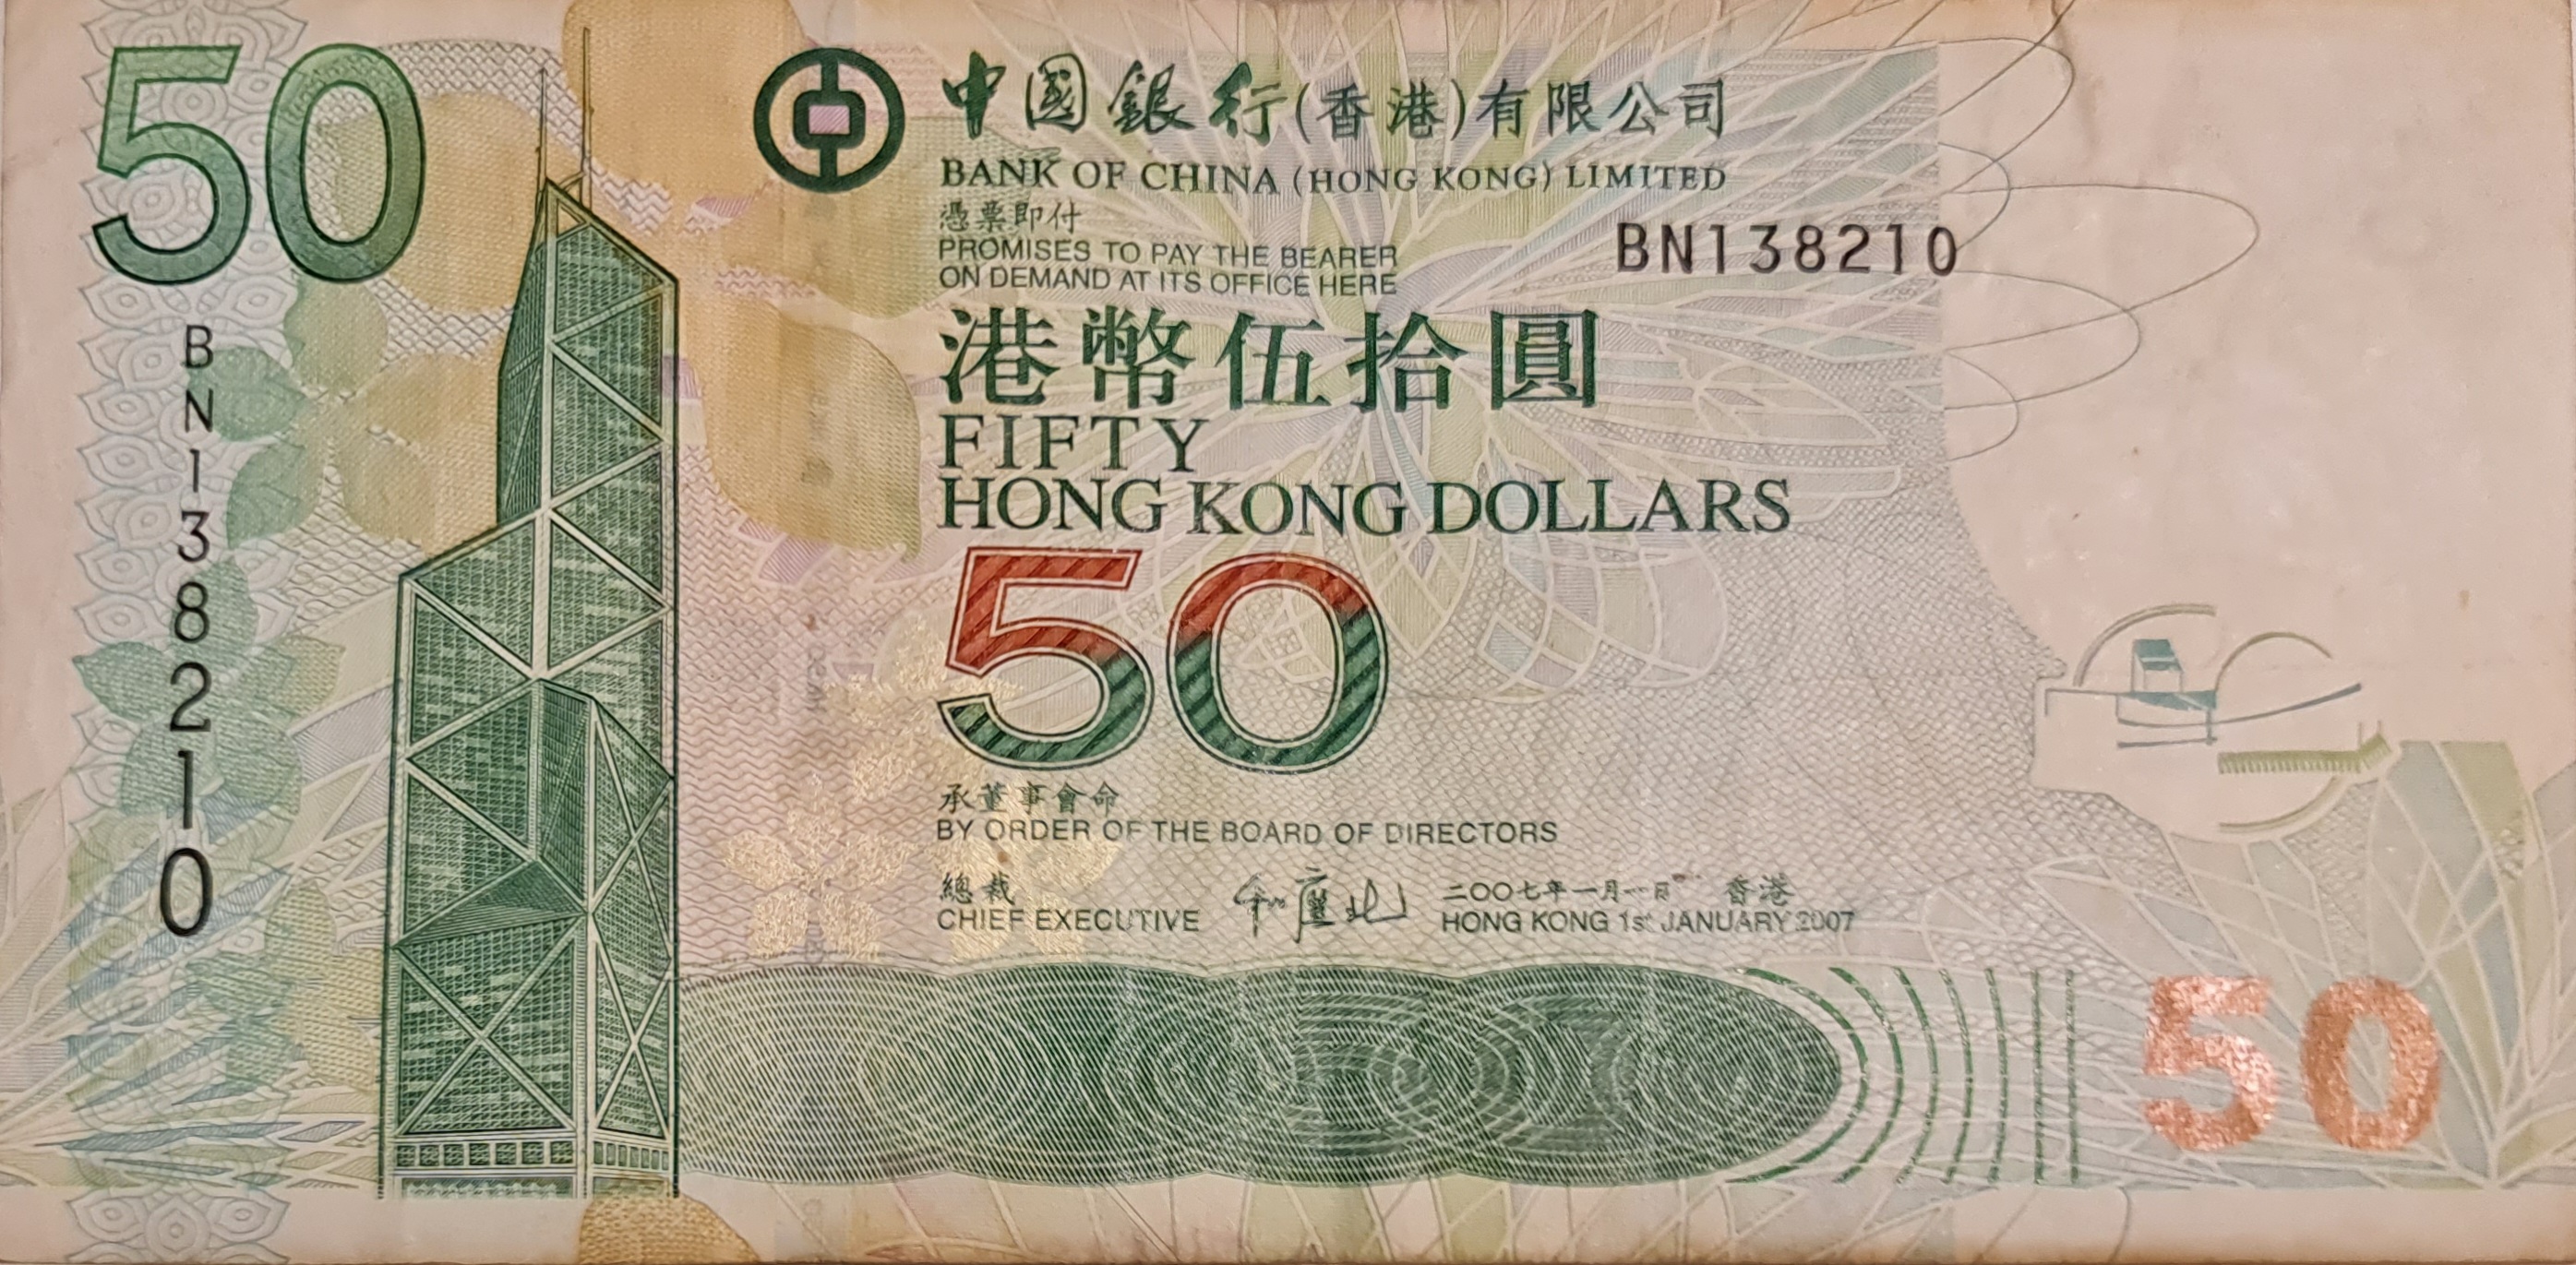 50
中國銀行(香港)有限公司
BANK OF CHINA (HONG KONG) LIMITED
憑票即付
PROMISES TO PAY THE BEARER
ON DEMAND AT ITS OFFICE HERE
BN138210
港幣伍拾圓
FIFTY
HONG KONG DOLLARS
50
BN138210
承董事會命
BY ORDER OF THE BOARD OF DIRECTORS
總裁
CHIEF EXECUTIVE
和廣北
二〇〇七年一月一日 香港
HONG KONG 1st JANUARY 2007
50